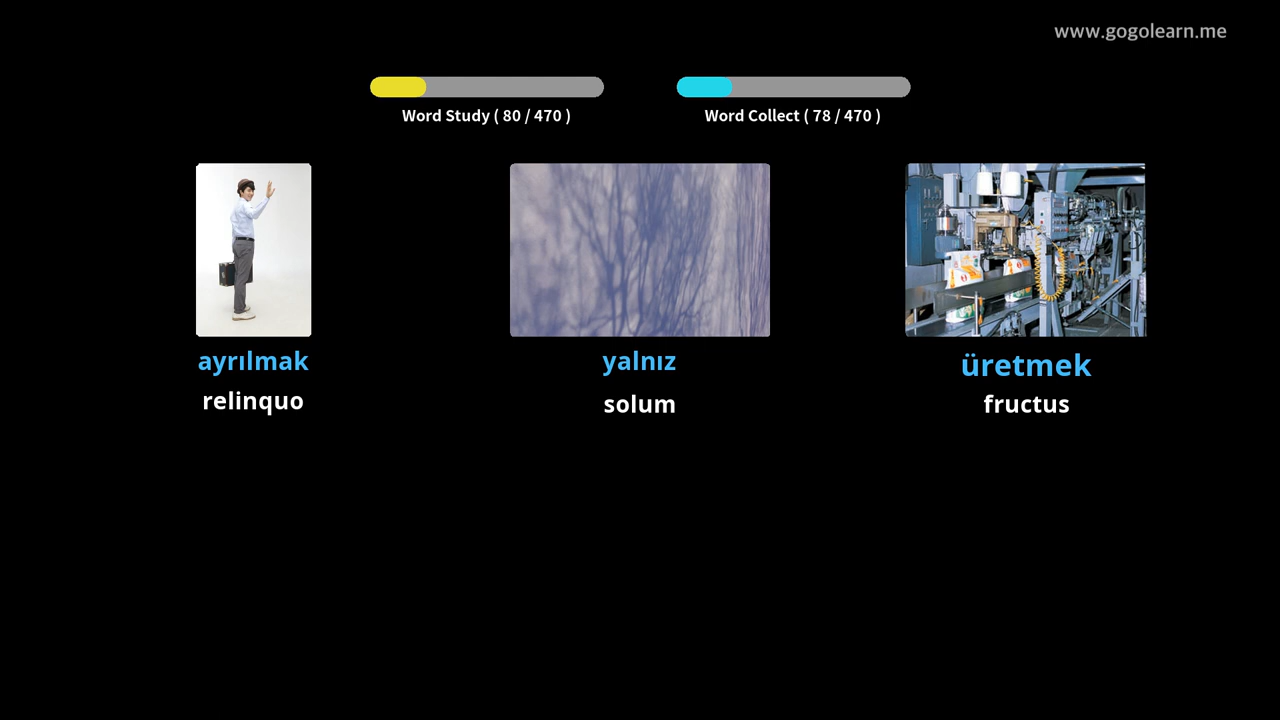 www.gogolearn.me
Word Study ( 80 / 470 )
Word Collect ( 78 / 470 )
ayrılmak
relinquo
yalnız
solum
üretmek
fructus